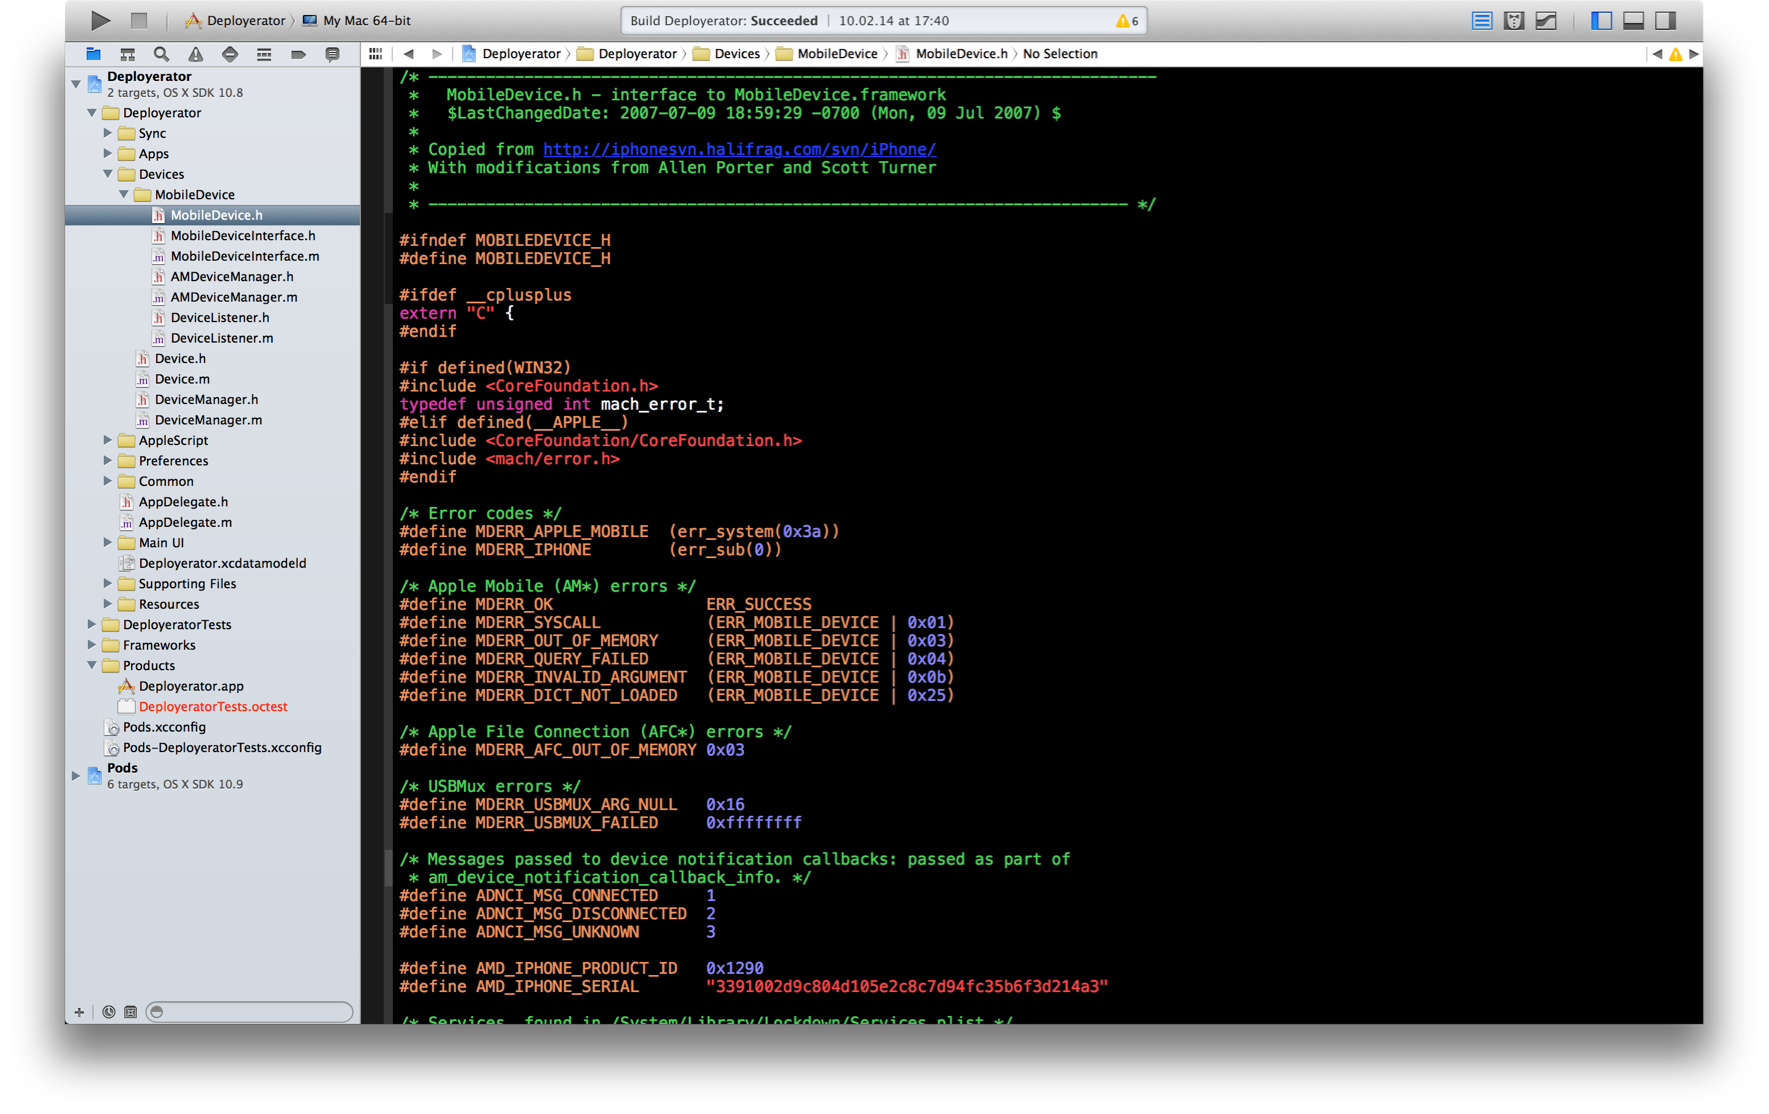 Deployerator 〉 My Mac 64-bit
Build Deployerator: Succeeded | 10.02.14 at 17:40
6
Deployerator 〉 Deployerator 〉 Devices 〉 MobileDevice 〉 MobileDevice.h 〉 No Selection
Deployerator
2 targets, OS X SDK 10.8
Deployerator
Sync
Apps
Devices
MobileDevice
MobileDevice.h
MobileDeviceInterface.h
MobileDeviceInterface.m
AMDeviceManager.h
AMDeviceManager.m
DeviceListener.h
DeviceListener.m
Device.h
Device.m
DeviceManager.h
DeviceManager.m
AppleScript
Preferences
Common
AppDelegate.h
AppDelegate.m
Main UI
Deployerator.xcdatamodeld
Supporting Files
Resources
DeployeratorTests
Frameworks
Products
Deployerator.app
DeployeratorTests.octest
Pods.xcconfig
Pods-DeployeratorTests.xcconfig
Pods
6 targets, OS X SDK 10.9
/* ----------------------------------------------------------------------------
 *   MobileDevice.h - interface to MobileDevice.framework
 *   $LastChangedDate: 2007-07-09 18:59:29 -0700 (Mon, 09 Jul 2007) $
 *
 * Copied from http://iphonesvn.halifrag.com/svn/iPhone/
 * With modifications from Allen Porter and Scott Turner
 *
 * ------------------------------------------------------------------------- */
#ifndef MOBILEDEVICE_H
#define MOBILEDEVICE_H
#ifdef __cplusplus
extern "C" {
#endif
#if defined(WIN32)
#include <CoreFoundation.h>
typedef unsigned int mach_error_t;
#elif defined(__APPLE__)
#include <CoreFoundation/CoreFoundation.h>
#include <mach/error.h>
#endif
/* Error codes */
#define MDERR_APPLE_MOBILE  (err_system(0x3a))
#define MDERR_IPHONE        (err_sub(0))
/* Apple Mobile (AM*) errors */
#define MDERR_OK                ERR_SUCCESS
#define MDERR_SYSCALL           (ERR_MOBILE_DEVICE | 0x01)
#define MDERR_OUT_OF_MEMORY     (ERR_MOBILE_DEVICE | 0x03)
#define MDERR_QUERY_FAILED      (ERR_MOBILE_DEVICE | 0x04)
#define MDERR_INVALID_ARGUMENT  (ERR_MOBILE_DEVICE | 0x0b)
#define MDERR_DICT_NOT_LOADED   (ERR_MOBILE_DEVICE | 0x25)
/* Apple File Connection (AFC*) errors */
#define MDERR_AFC_OUT_OF_MEMORY 0x03
/* USBMux errors */
#define MDERR_USBMUX_ARG_NULL   0x16
#define MDERR_USBMUX_FAILED     0xffffffff
/* Messages passed to device notification callbacks: passed as part of
 * am_device_notification_callback_info. */
#define ADNCI_MSG_CONNECTED     1
#define ADNCI_MSG_DISCONNECTED  2
#define ADNCI_MSG_UNKNOWN       3
#define AMD_IPHONE_PRODUCT_ID   0x1290
#define AMD_IPHONE_SERIAL       "3391002d9c804d105e2c8c7d94fc35b6f3d214a3"
/* Services, found in /System/Library/Lockdown/Services.plist */